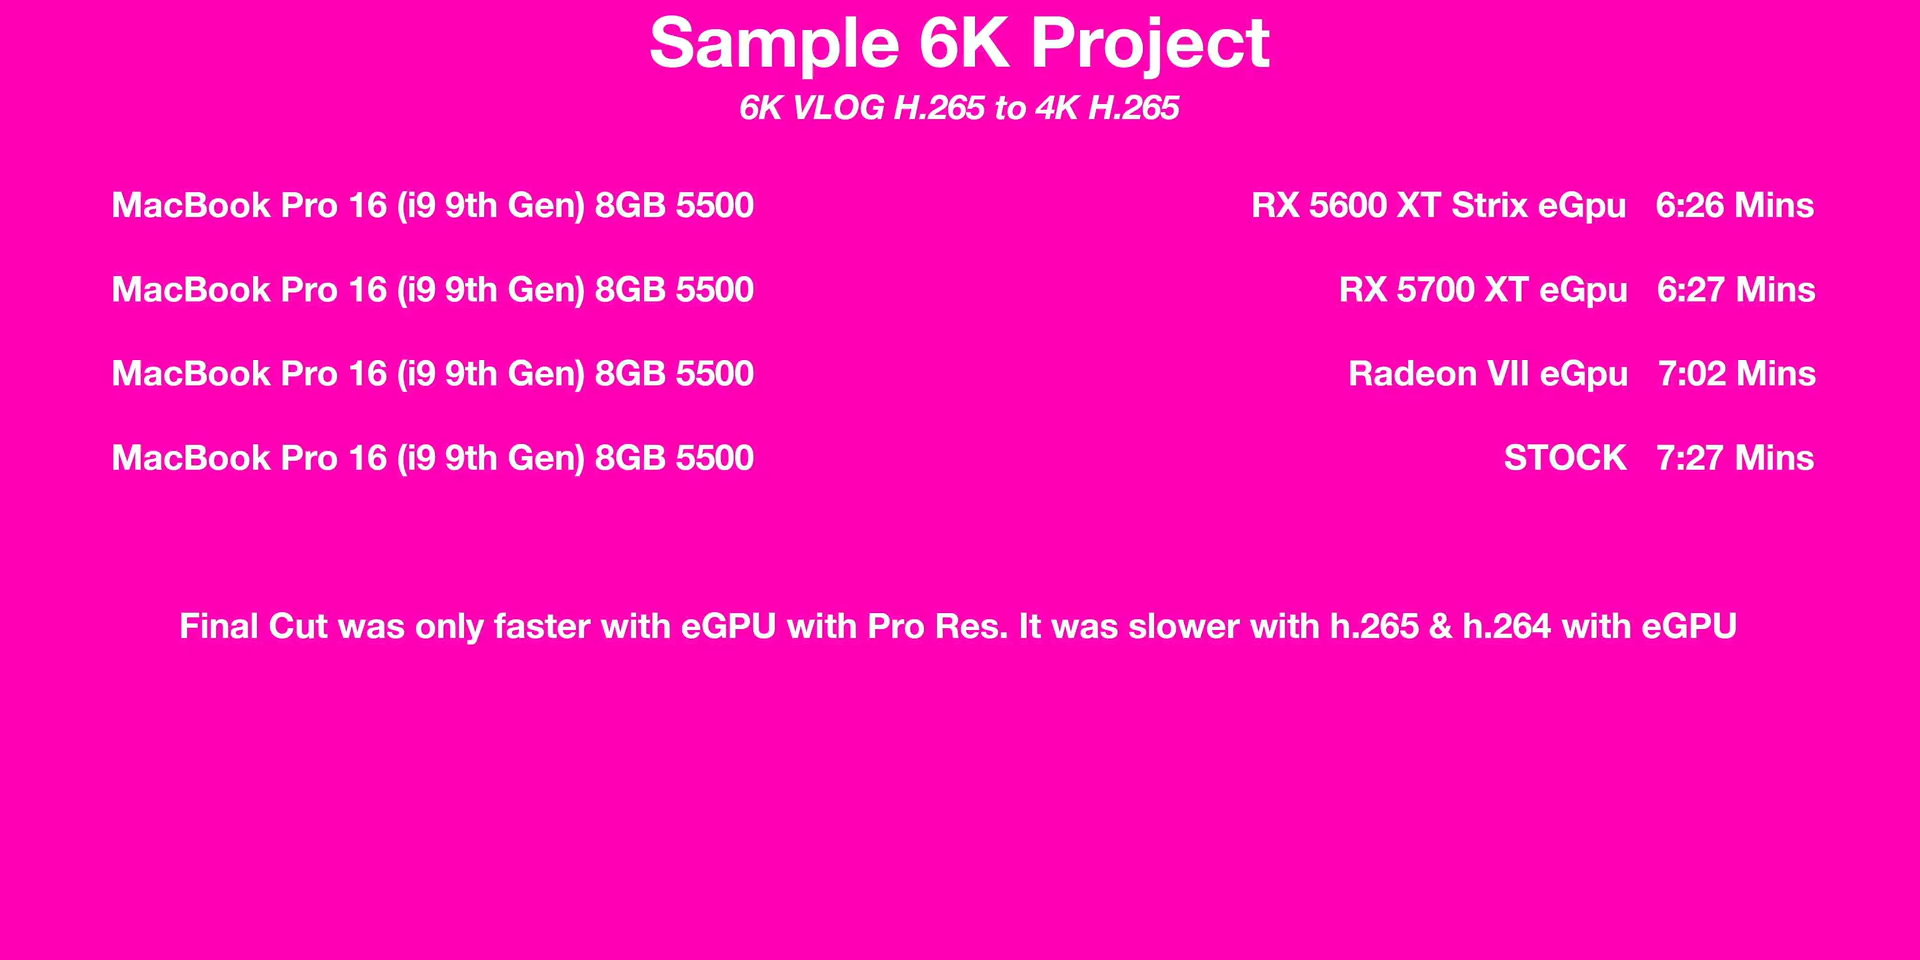 Sample 6K Project
6K VLOG H.265 to 4K H.265
MacBook Pro 16 (i9 9th Gen) 8GB 5500 RX 5600 XT Strix eGpu 6:26 Mins
MacBook Pro 16 (i9 9th Gen) 8GB 5500 RX 5700 XT eGpu 6:27 Mins
MacBook Pro 16 (i9 9th Gen) 8GB 5500 Radeon VII eGpu 7:02 Mins
MacBook Pro 16 (i9 9th Gen) 8GB 5500 STOCK 7:27 Mins
Final Cut was only faster with eGPU with Pro Res. It was slower with h.265 & h.264 with eGPU